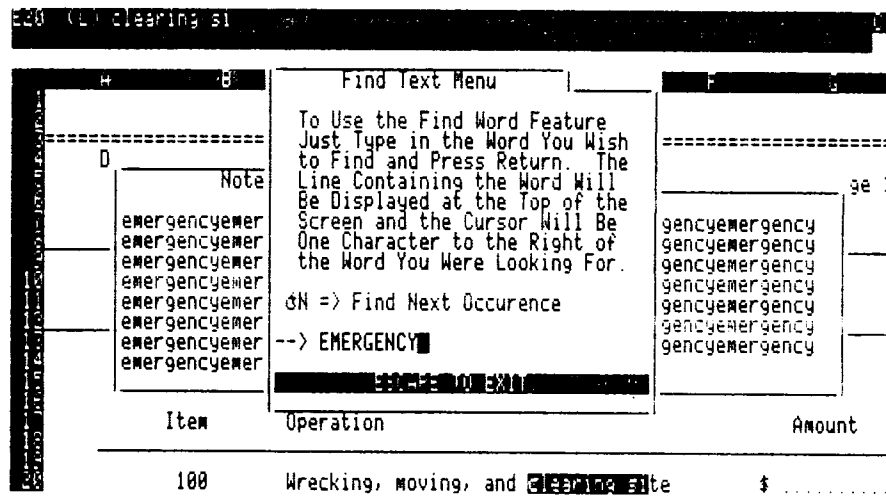 E20 (L) clearing si
A B F G
Find Text Menu
To Use the Find Word Feature
Just Type in the Word You Wish
to Find and Press Return. The
Line Containing the Word Will
Be Displayed at the Top of the
Screen and the Cursor Will Be
One Character to the Right of
the Word You Were Looking For.
N => Find Next Occurence
--> EMERGENCY
ESCAPE TO EXIT
D
Note
ge
emergencyemer gencyemergency
emergencyemer gencyemergency
emergencyemer gencyemergency
emergencyemer gencyemergency
emergencyemer gencyemergency
emergencyemer gencyemergency
emergencyemer gencyemergency
emergencyemer
Item Operation Amount
100 Wrecking, moving, and clearing site $